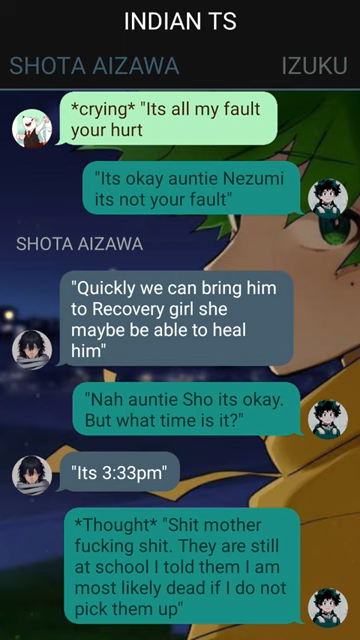 INDIAN TS
SHOTA AIZAWA IZUKU
*crying* "Its all my fault
your hurt
"Its okay auntie Nezumi
its not your fault"
SHOTA AIZAWA
"Quickly we can bring him
to Recovery girl she
maybe be able to heal
him"
"Nah auntie Sho its okay.
But what time is it?"
"Its 3:33pm"
*Thought* "Shit mother
fucking shit. They are still
at school I told them I am
most likely dead if I do not
pick them up"